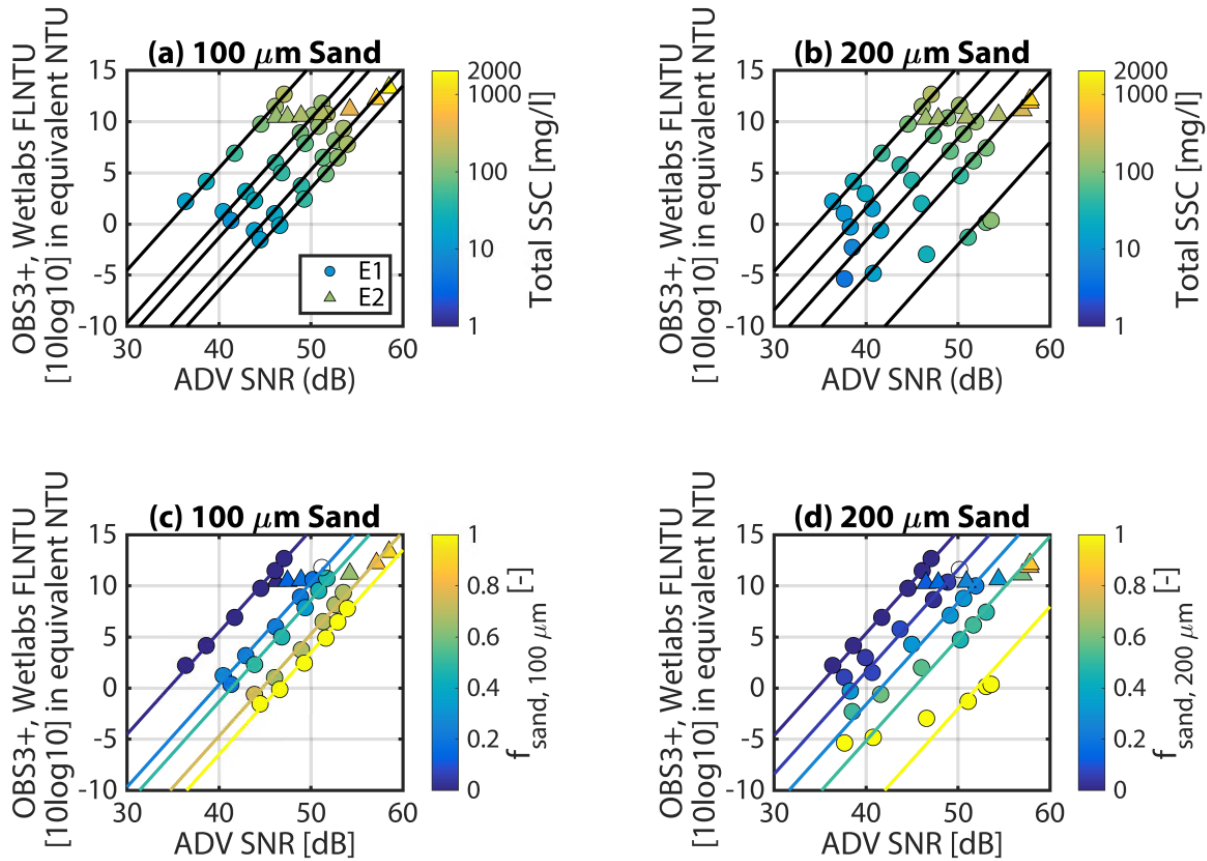 (a) 100 μm Sand
OBS3+, Wetlabs FLNTU
[10log10] in equivalent NTU
15
10
5
0
-5
-10
30
40
50
60
ADV SNR (dB)
E1
E2
2000
1000
100
10
1
Total SSC [mg/l]
(b) 200 μm Sand
OBS3+, Wetlabs FLNTU
[10log10] in equivalent NTU
15
10
5
0
-5
-10
30
40
50
60
ADV SNR (dB)
2000
1000
100
10
1
Total SSC [mg/l]
(c) 100 μm Sand
OBS3+, Wetlabs FLNTU
[10log10] in equivalent NTU
15
10
5
0
-5
-10
30
40
50
60
ADV SNR [dB]
1
0.8
0.6
0.4
0.2
0
f sand, 100 μm [-]
(d) 200 μm Sand
OBS3+, Wetlabs FLNTU
[10log10] in equivalent NTU
15
10
5
0
-5
-10
30
40
50
60
ADV SNR [dB]
1
0.8
0.6
0.4
0.2
0
f sand, 200 μm [-]